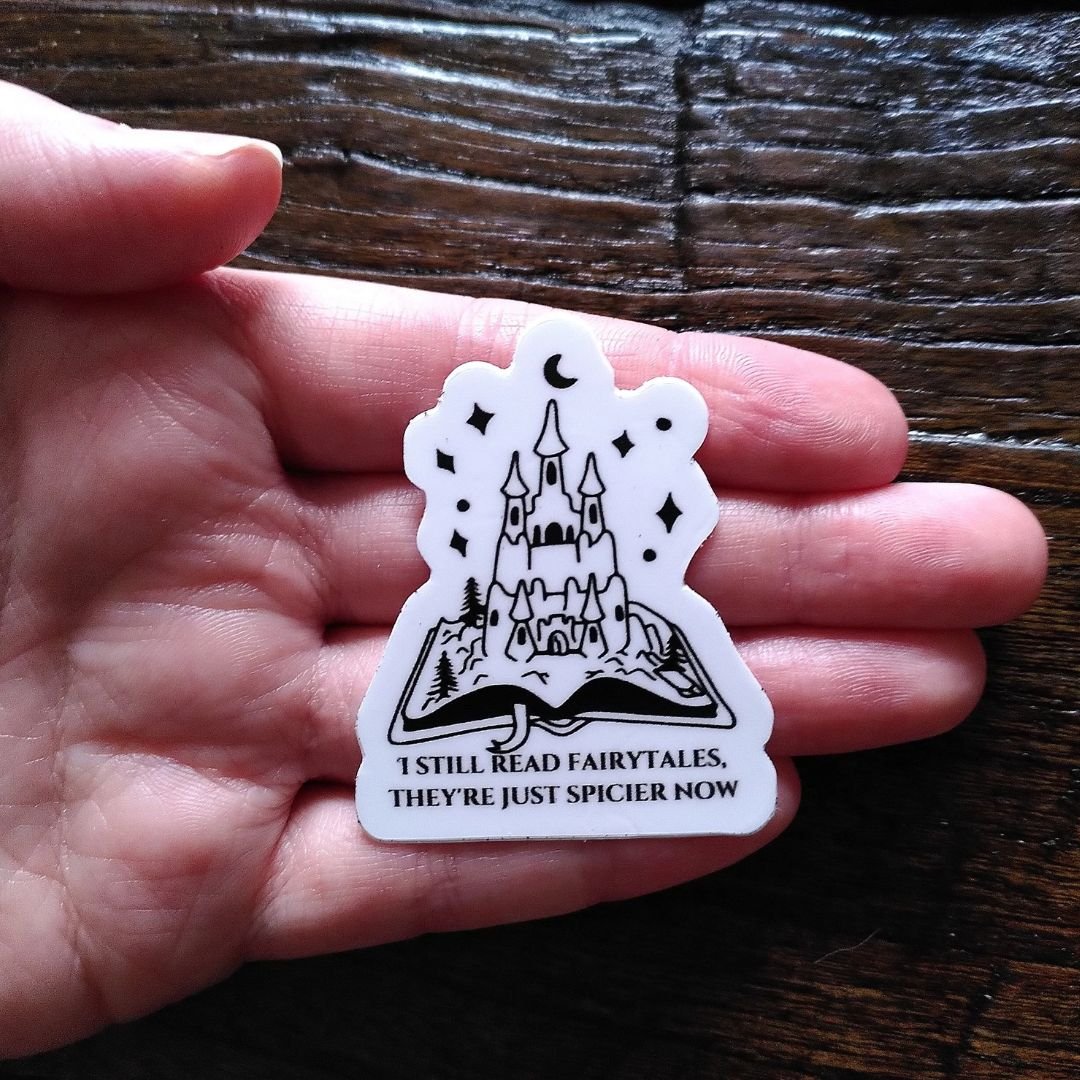 I STILL READ FAIRYTALES,
THEY'RE JUST SPICIER NOW